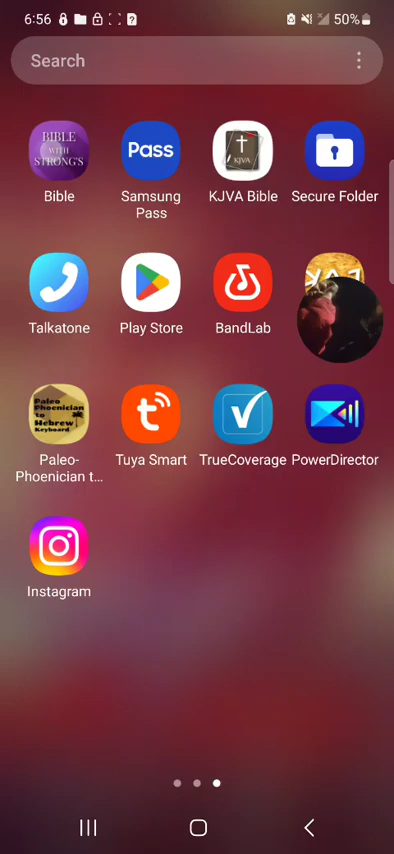 6:56
50%
Search
BIBLE
WITH
STRONG'S
Pass
KJVA
Bible
Samsung
Pass
KJVA Bible
Secure Folder
Talkatone
Play Store
BandLab
Paleo
Phoenician
to
Hebrew
Keyboard
Paleo-
Phoenician t...
Tuya Smart
TrueCoverage
PowerDirector
Instagram